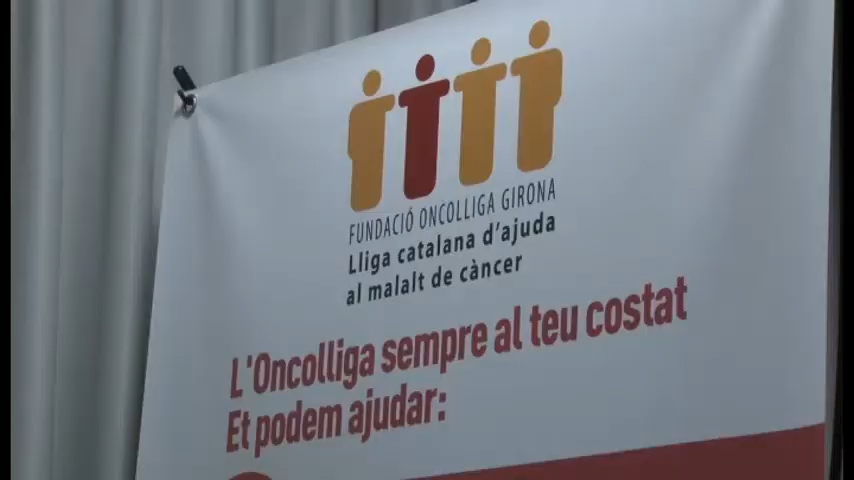 FUNDACIÓ ONCOLLIGA GIRONA
Lliga catalana d'ajuda
al malalt de càncer
L'Oncolliga sempre al teu costat
Et podem ajudar: